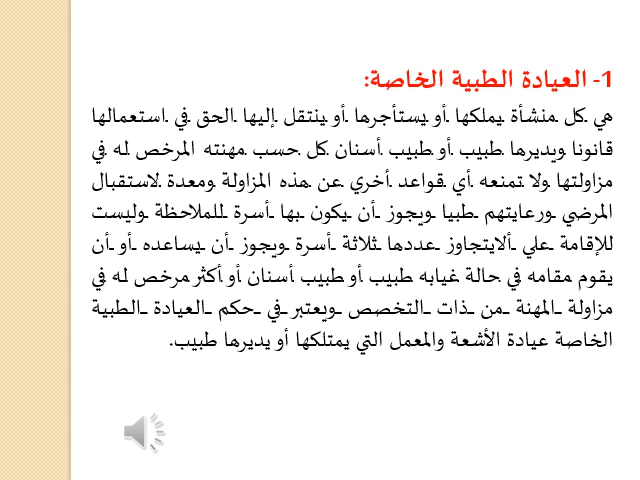 1- العيادة الطبية الخاصة:
هي كل منشأة يملكها أو يستأجرها أو ينتقل إليها الحق في استعمالها
قانونا ويديرها طبيب أو طبيب أسنان كل حسب مهنته المرخص له في
مزاولتها ولا تمنعه أي قواعد أخري عن هذه المزاولة ومعدة لاستقبال
المرضي ورعايتهم طبيا ويجوز أن يكون بها أسرة للملاحظة وليست
للإقامة علي ألايتجاوز عددها ثلاثة أسرة ويجوز أن يساعده أو أن
يقوم مقامه في حالة غيابه طبيب أو طبيب أسنان أو أكثر مرخص له في
مزاولة المهنة من ذات التخصص ويعتبر في حكم العيادة الطبية
الخاصة عيادة الأشعة والمعمل التي يمتلكها أو يديرها طبيب.